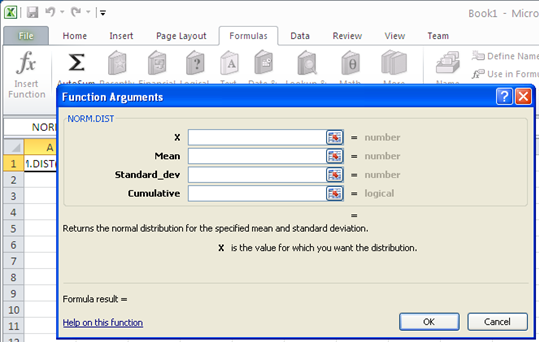 Book1 - Micro
File Home Insert Page Layout Formulas Data Review View Team
fx Insert Function
Σ AutoSum Recently Financial Logical Text Date & Lookup & Math More Name
Define Name
Use in Form
Function Arguments
NORM.DIST
X = number
Mean = number
Standard_dev = number
Cumulative = logical
=
Returns the normal distribution for the specified mean and standard deviation.
X is the value for which you want the distribution.
Formula result =
Help on this function
OK Cancel
NOR
A
1 1.DIST(
2
3
4
5
6
7
8
9
10
11